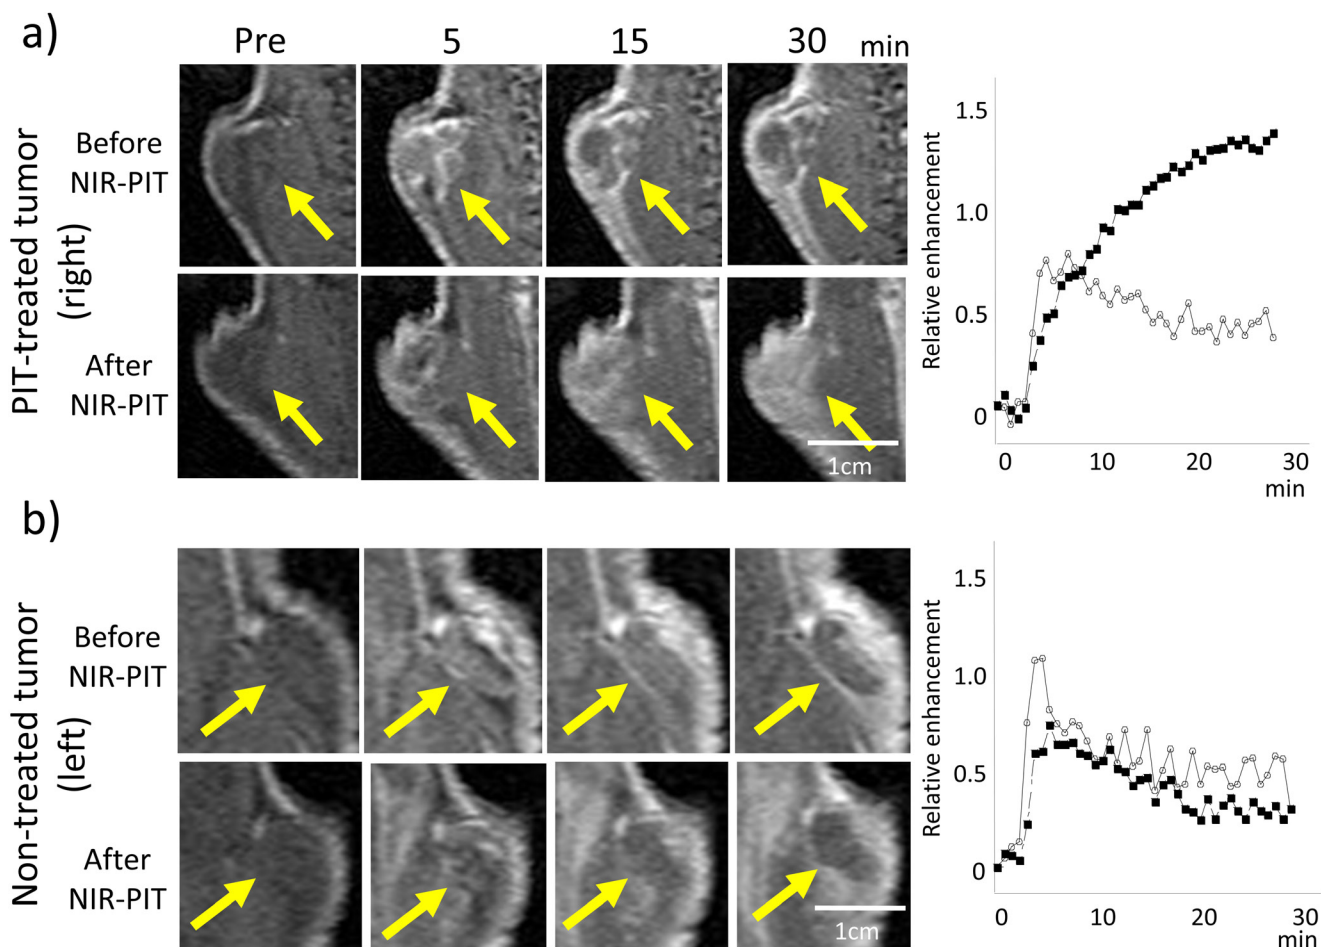 a)
Pre 5 15 30 min
PIT-treated tumor
(right)
Before
NIR-PIT
After
NIR-PIT
1cm
Relative enhancement
1.5
1.0
0.5
0
0 10 20 30
min
b)
Non-treated tumor
(left)
Before
NIR-PIT
After
NIR-PIT
1cm
Relative enhancement
1.5
1.0
0.5
0
0 10 20 30
min